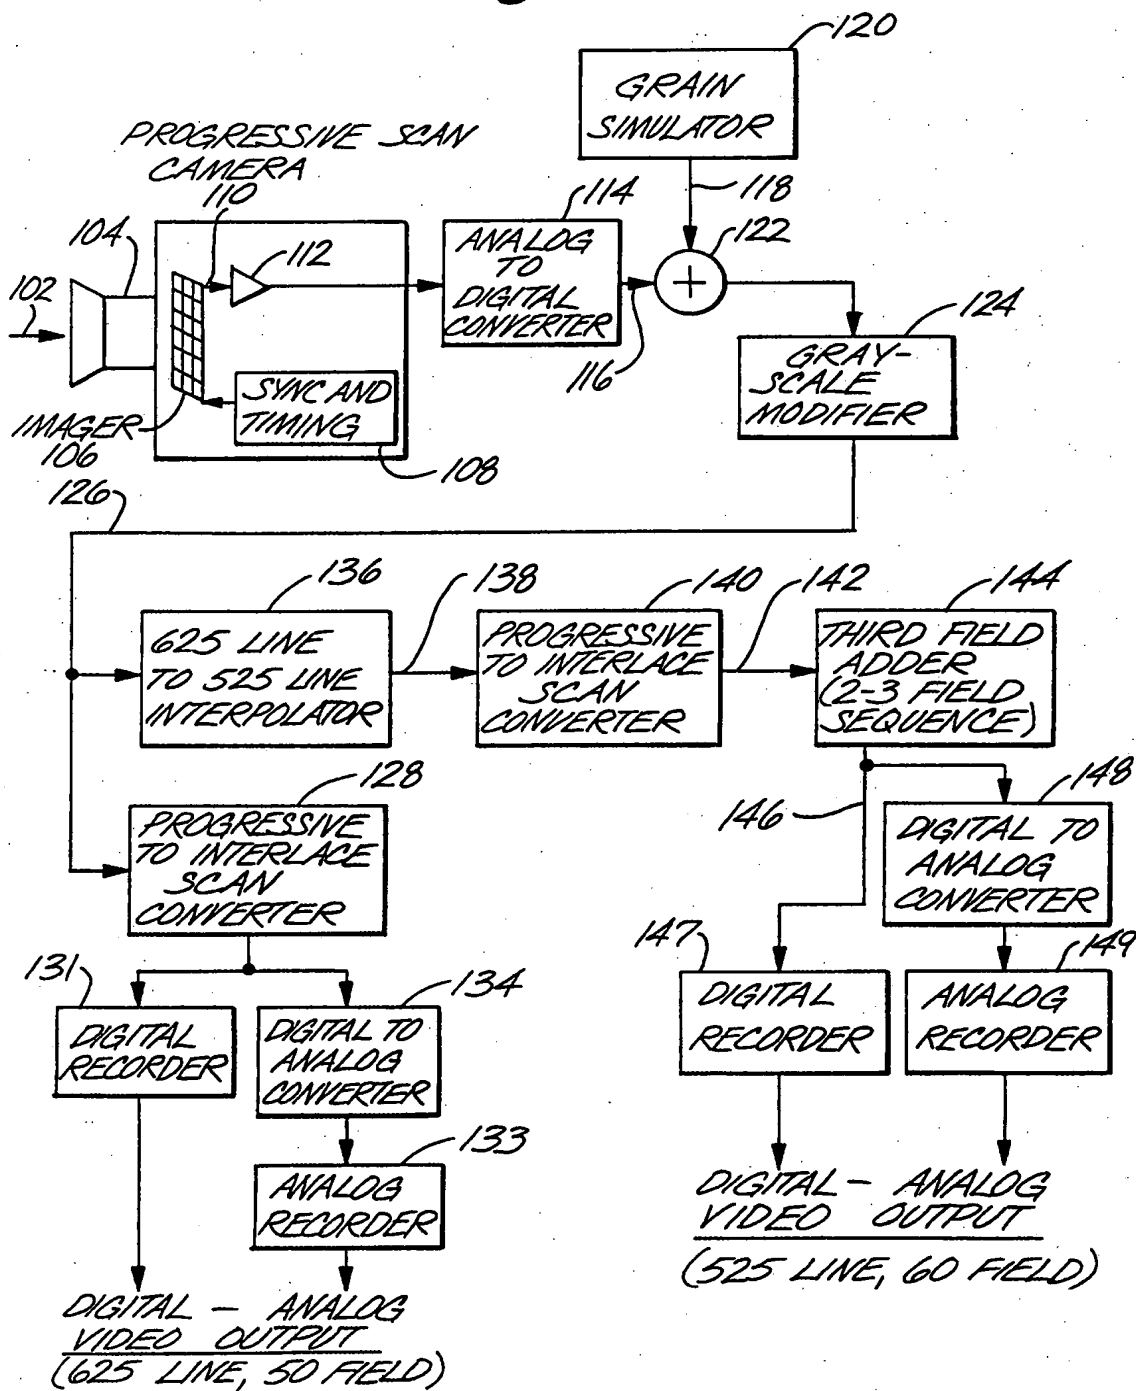 120
GRAIN
SIMULATOR
118
PROGRESSIVE SCAN
CAMERA
110
104
112
102
114
ANALOG
TO
DIGITAL
CONVERTER
116
122
+
124
GRAY-
SCALE
MODIFIER
SYNC AND
TIMING
IMAGER
106
108
126
136
625 LINE
TO 525 LINE
INTERPOLATOR
138
140
PROGRESSIVE
TO INTERLACE
SCAN
CONVERTER
142
144
THIRD FIELD
ADDER
(2-3 FIELD
SEQUENCE)
128
PROGRESSIVE
TO INTERLACE
SCAN
CONVERTER
146
148
DIGITAL TO
ANALOG
CONVERTER
131
DIGITAL
RECORDER
134
DIGITAL TO
ANALOG
CONVERTER
147
DIGITAL
RECORDER
149
ANALOG
RECORDER
133
ANALOG
RECORDER
DIGITAL - ANALOG
VIDEO OUTPUT
(525 LINE, 60 FIELD)
DIGITAL - ANALOG
VIDEO OUTPUT
(625 LINE, 50 FIELD)